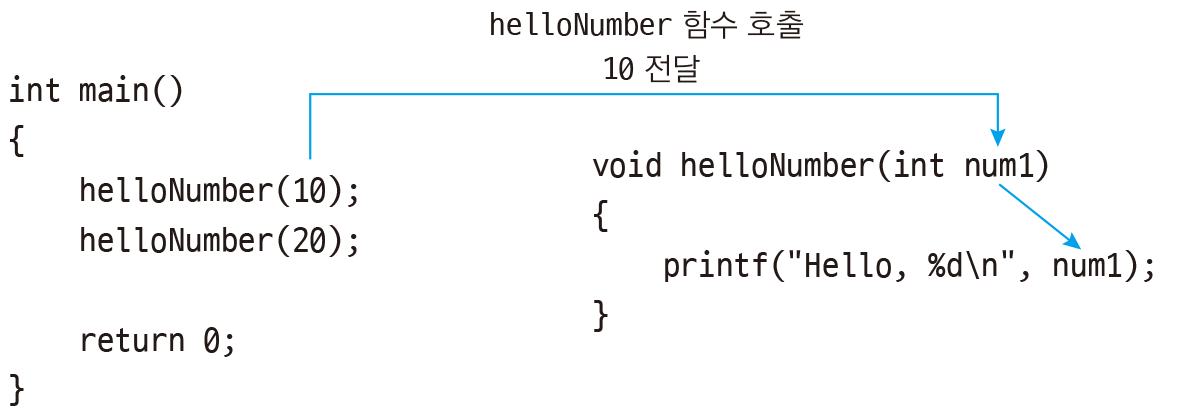 helloNumber 함수 호출
10 전달
int main()
{
    helloNumber(10);
    helloNumber(20);

    return 0;
}
void helloNumber(int num1)
{
    printf("Hello, %d\n", num1);
}